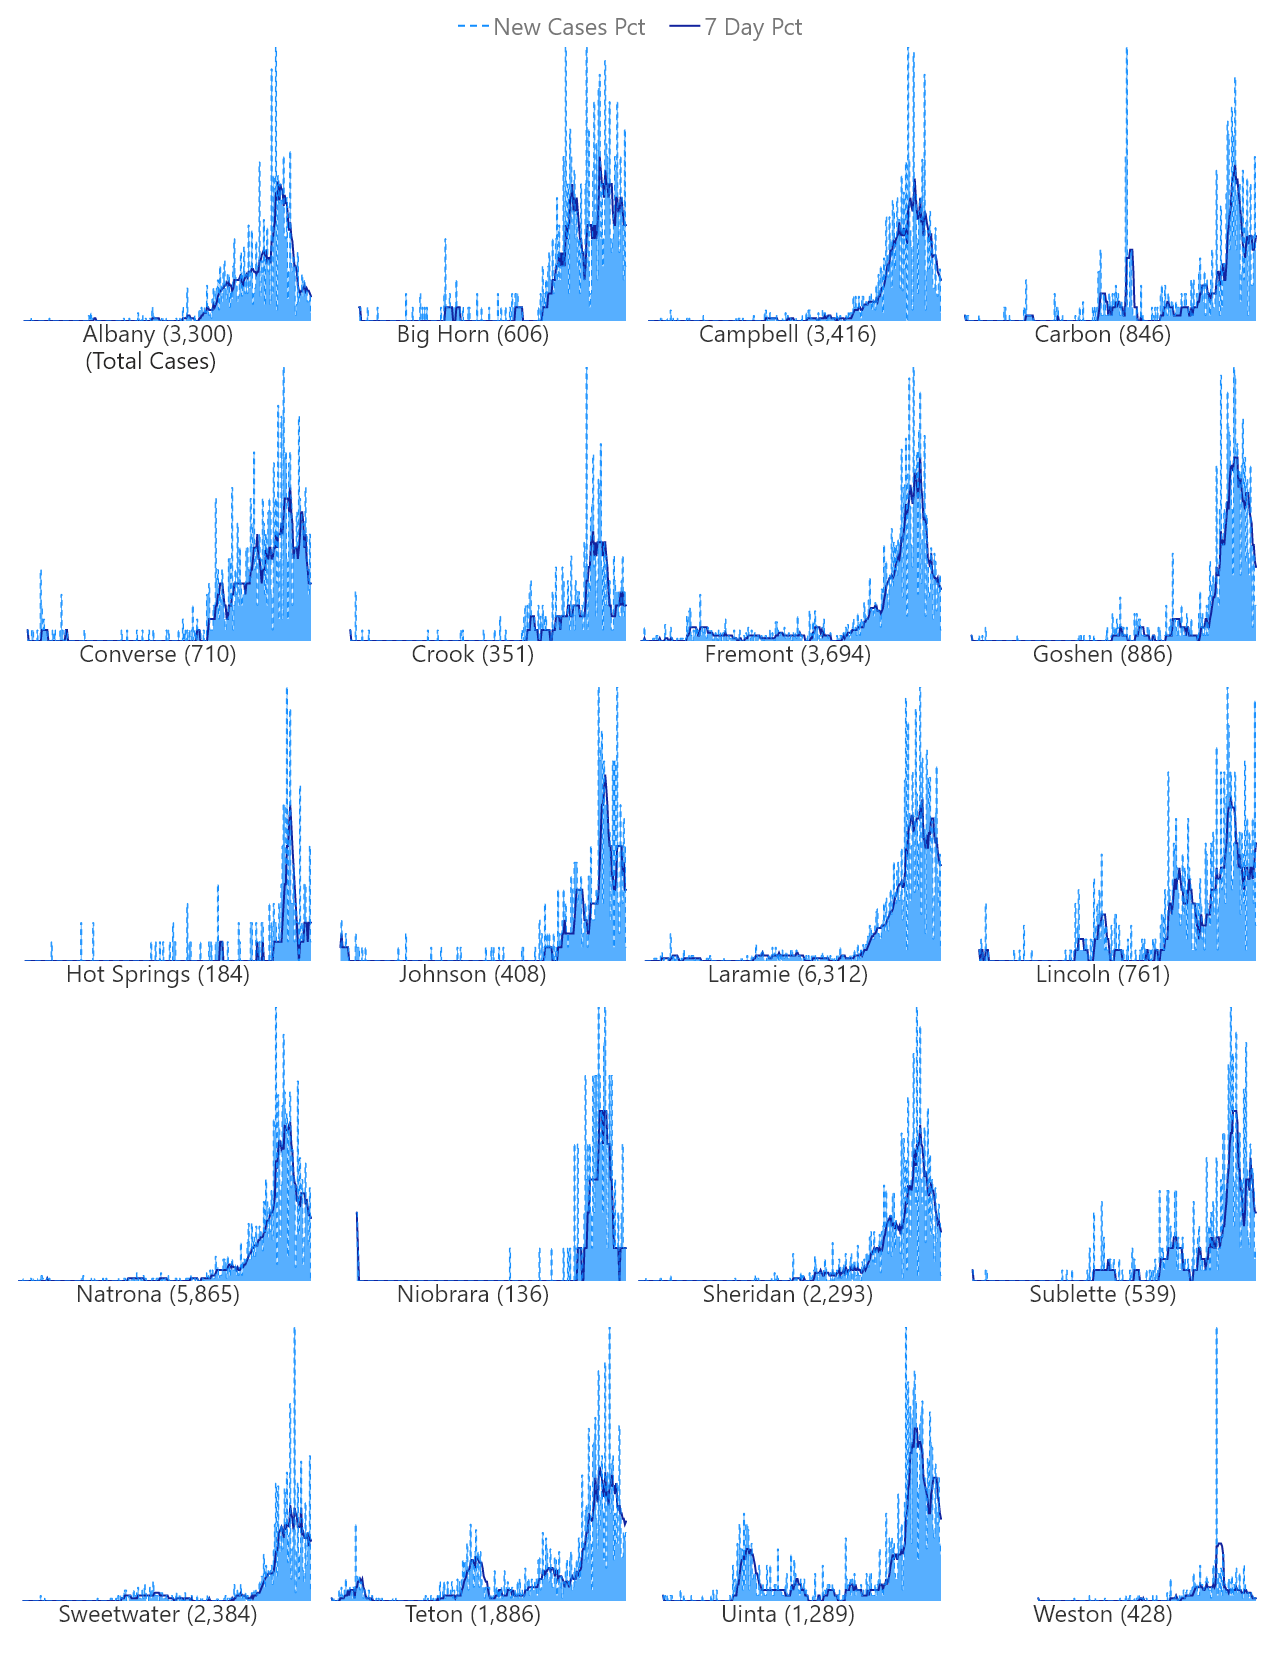 New Cases Pct 7 Day Pct
Albany (3,300) Big Horn (606) Campbell (3,416) Carbon (846)
(Total Cases)
Converse (710) Crook (351) Fremont (3,694) Goshen (886)
Hot Springs (184) Johnson (408) Laramie (6,312) Lincoln (761)
Natrona (5,865) Niobrara (136) Sheridan (2,293) Sublette (539)
Sweetwater (2,384) Teton (1,886) Uinta (1,289) Weston (428)